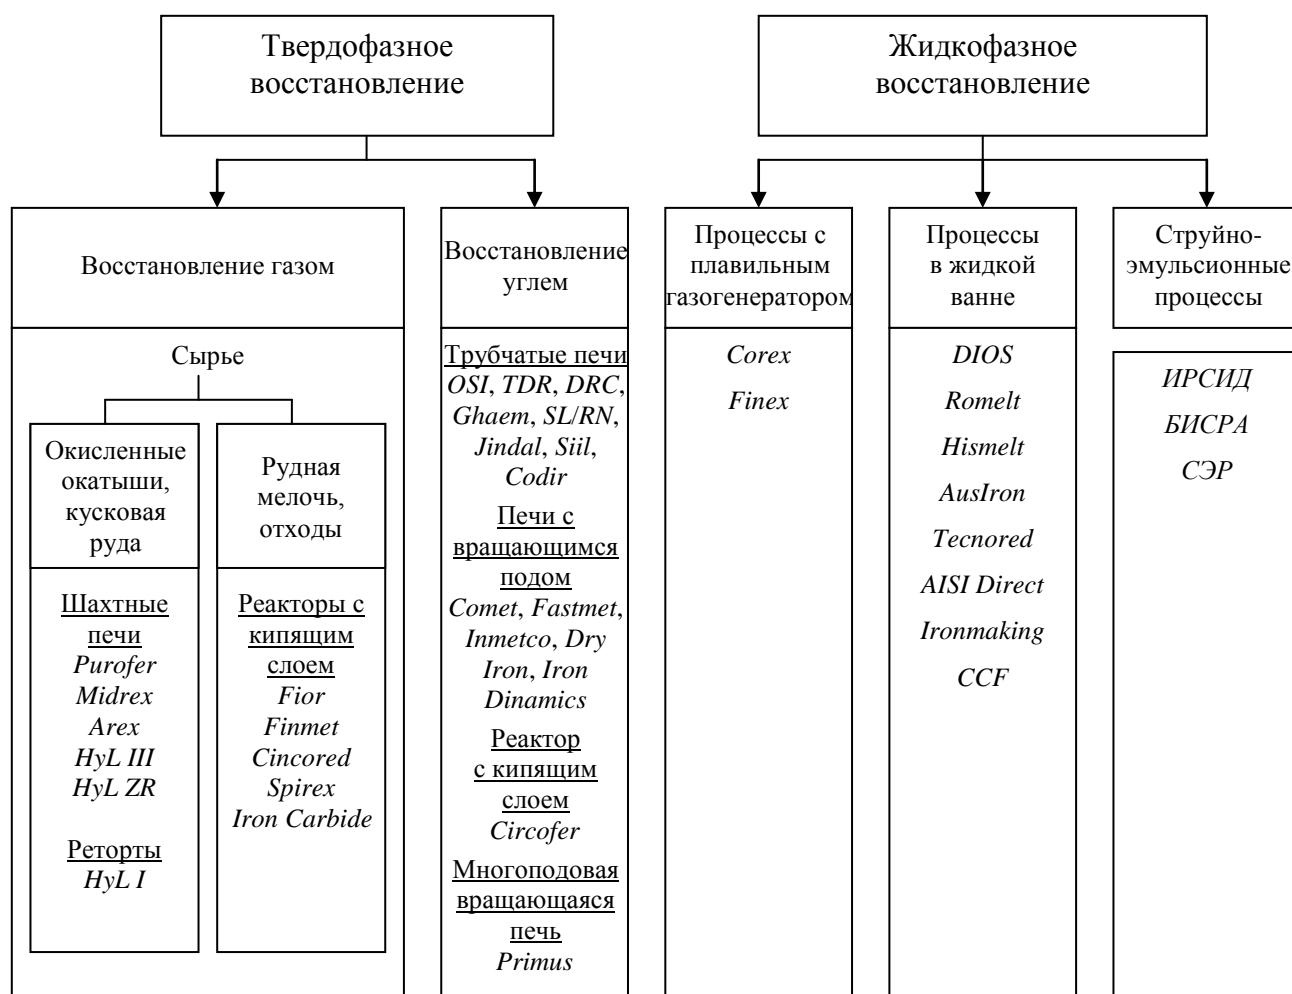 Твердофазное
восстановление
Жидкофазное
восстановление
Восстановление газом
Восстановление
углем
Процессы с
плавильным
газогенератором
Процессы
в жидкой
ванне
Струйно-
эмульсионные
процессы
Сырье
Окисленные
окатыши,
кусковая
руда
Рудная
мелочь,
отходы
Шахтные
печи
Purofer
Midrex
Arex
HyL III
HyL ZR
Реторты
HyL I
Реакторы с
кипящим
слоем
Fior
Finmet
Cincored
Spirex
Iron Carbide
Трубчатые печи
OSI, TDR, DRC,
Ghaem, SL/RN,
Jindal, Siil,
Codir
Печи с
вращающимся
подом
Comet, Fastmet,
Inmetco, Dry
Iron, Iron
Dinamics
Реактор
с кипящим
слоем
Circofer
Многоподовая
вращающаяся
печь
Primus
Corex
Finex
DIOS
Romelt
Hismelt
AusIron
Tecnored
AISI Direct
Ironmaking
CCF
ИРСИД
БИСРА
СЭР